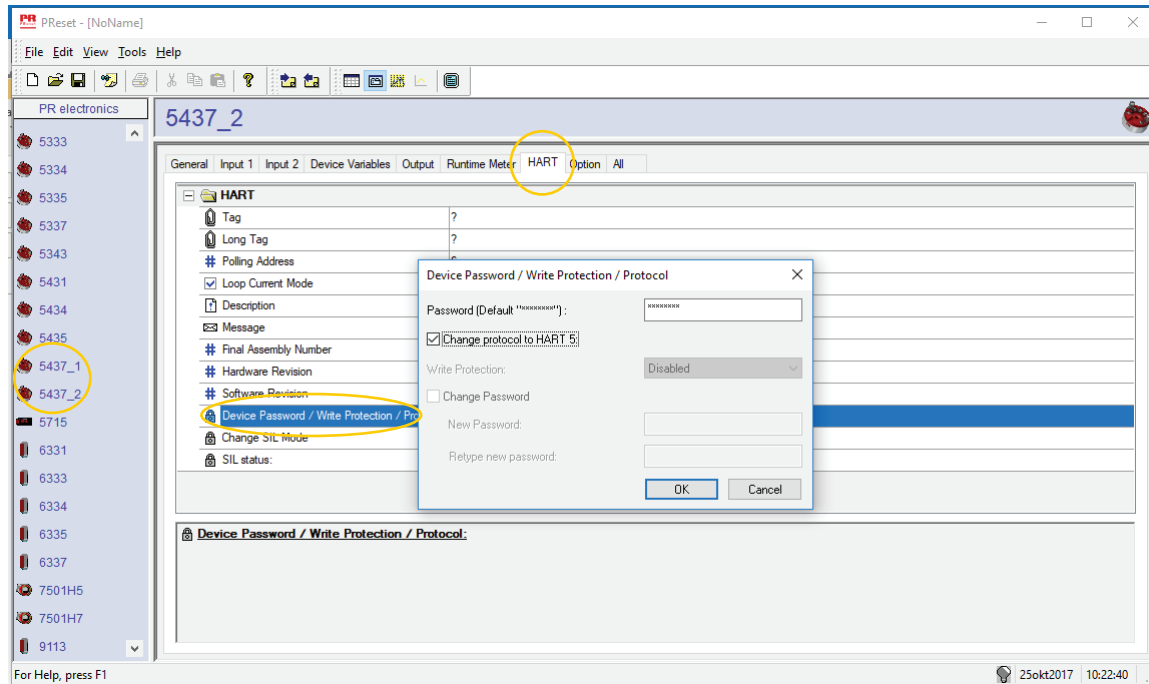 PReset - [NoName]
File Edit View Tools Help
PR electronics
5333
5334
5335
5337
5343
5431
5434
5435
5437_1
5437_2
5715
6331
6333
6334
6335
6337
7501H5
7501H7
9113
5437_2
General Input 1 Input 2 Device Variables Output Runtime Meter HART Option All
HART
Tag ?
Long Tag ?
Polling Address
Loop Current Mode
Description
Message
Final Assembly Number
Hardware Revision
Software Revision
Device Password / Write Protection / Pro
Change SIL Mode
SIL status:
Device Password / Write Protection / Protocol
Password (Default "********") :
********
Change protocol to HART 5:
Write Protection: Disabled
Change Password
New Password:
Retype new password:
OK Cancel
Device Password / Write Protection / Protocol:
For Help, press F1
25okt2017 10:22:40